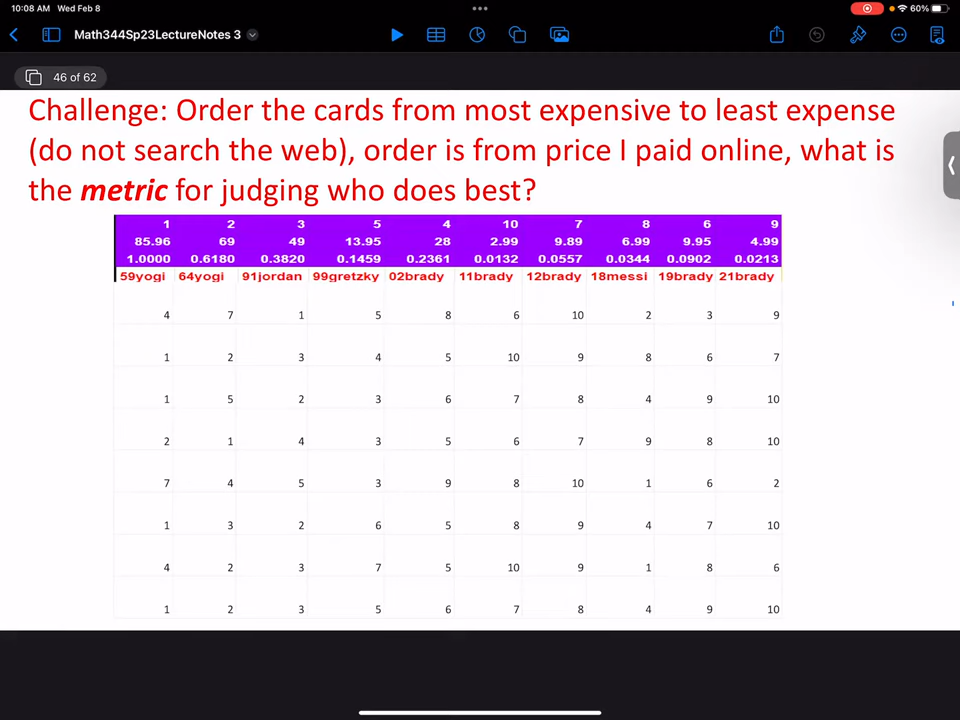 10:08 AM Wed Feb 8
60%
Math344Sp23LectureNotes 3
46 of 62
Challenge: Order the cards from most expensive to least expense
(do not search the web), order is from price I paid online, what is
the metric for judging who does best?
1 2 3 5 4 10 7 8 6 9
85.96 69 49 13.95 28 2.99 9.89 6.99 9.95 4.99
1.0000 0.6180 0.3820 0.1459 0.2361 0.0132 0.0557 0.0344 0.0902 0.0213
59yogi 64yogi 91jordan 99gretzky 02brady 11brady 12brady 18messi 19brady 21brady
4 7 1 5 8 6 10 2 3 9
1 2 3 4 5 10 9 8 6 7
1 5 2 3 6 7 8 4 9 10
2 1 4 3 5 6 7 9 8 10
7 4 5 3 9 8 10 1 6 2
1 3 2 6 5 8 9 4 7 10
4 2 3 7 5 10 9 1 8 6
1 2 3 5 6 7 8 4 9 10